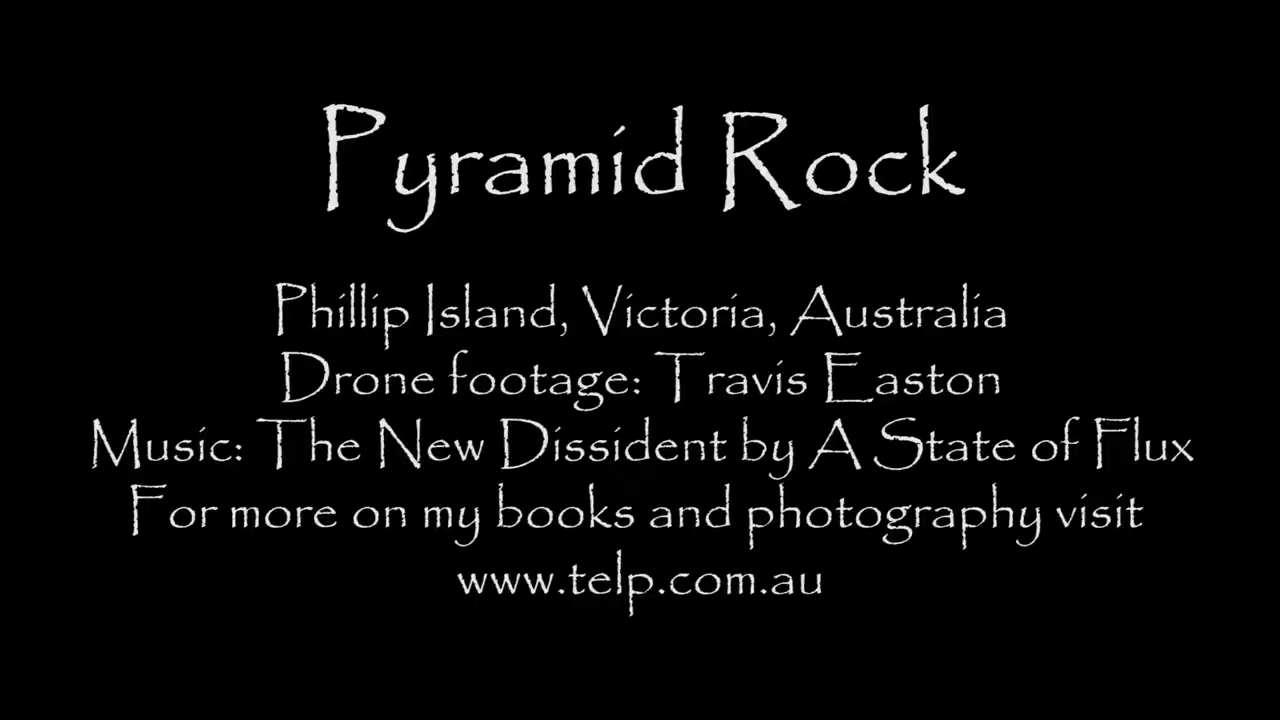 Pyramid Rock
Phillip Island, Victoria, Australia
Drone footage: Travis Easton
Music: The New Dissident by A State of Flux
For more on my books and photography visit
www.telp.com.au